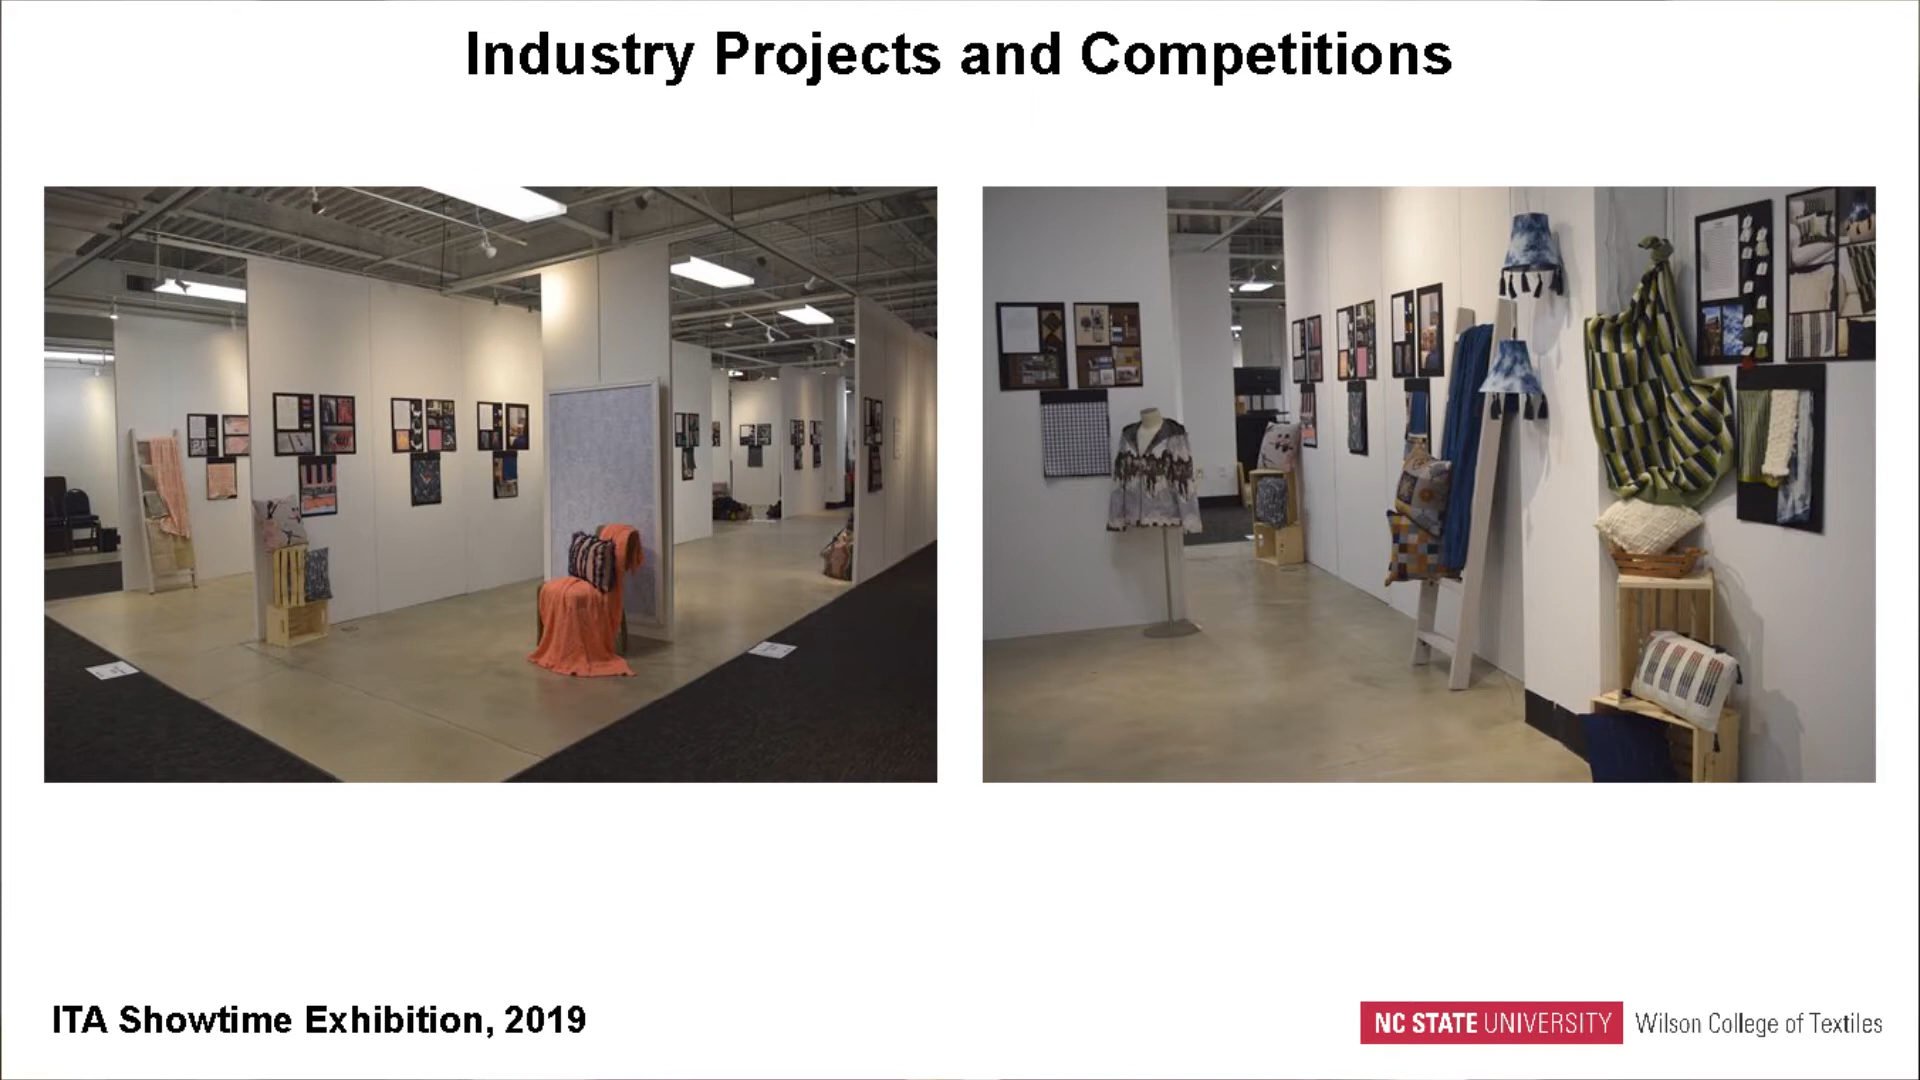 Industry Projects and Competitions
ITA Showtime Exhibition, 2019
NC STATE UNIVERSITY Wilson College of Textiles